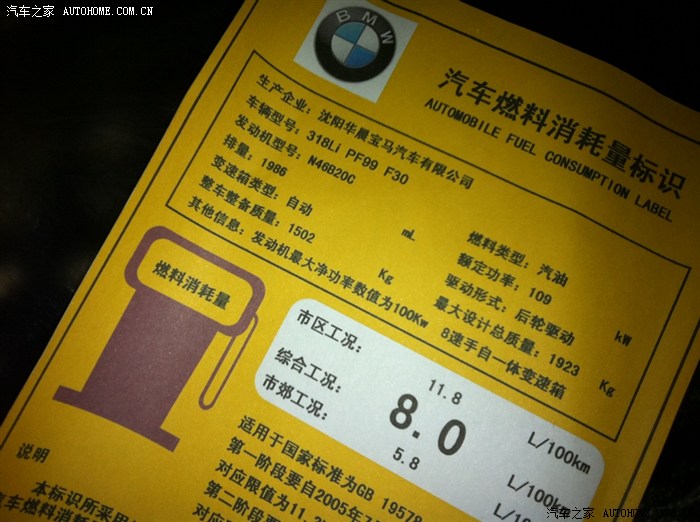 汽车之家 AUTOHOME.COM.CN
BMW
汽车燃料消耗量标识
AUTOMOBILE FUEL CONSUMPTION LABEL
生产企业: 沈阳华晨宝马汽车有限公司
车辆型号: 318Li PF99 F30
发动机型号: N46B20C 燃料类型: 汽油
排量: 1986 mL 额定功率: 109 kW
变速箱类型: 自动 驱动形式: 后轮驱动
整车整备质量: 1502 Kg 最大设计总质量: 1923 Kg
其他信息: 发动机最大净功率数值为100Kw 8速手自一体变速箱
燃料消耗量
市区工况: 11.8 L/100km
综合工况: 8.0 L/100km
市郊工况: 5.8
适用于国家标准为GB 19578
第一阶段要自2005年7
对应限值为11.
第二阶段要
对应限
说明
本标识所采用
汽车燃料消
汽车之家 AUTOHOME.COM.CN